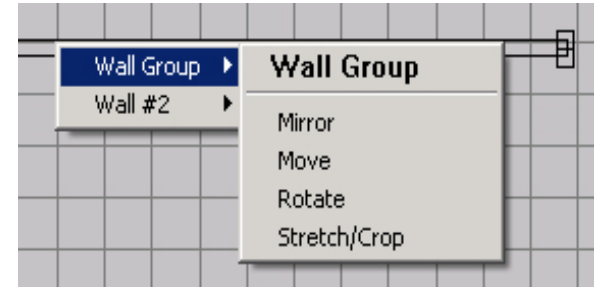 Wall Group
Wall #2
Wall Group
Mirror
Move
Rotate
Stretch/Crop